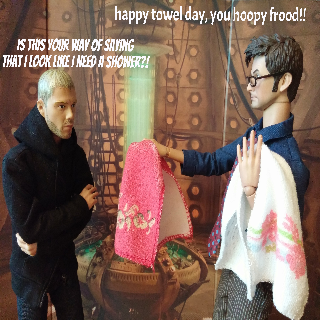 happy towel day, you hoopy frood!!
IS THIS YOUR WAY OF SAYING
THAT I LOOK LIKE I NEED A SHOWER?!